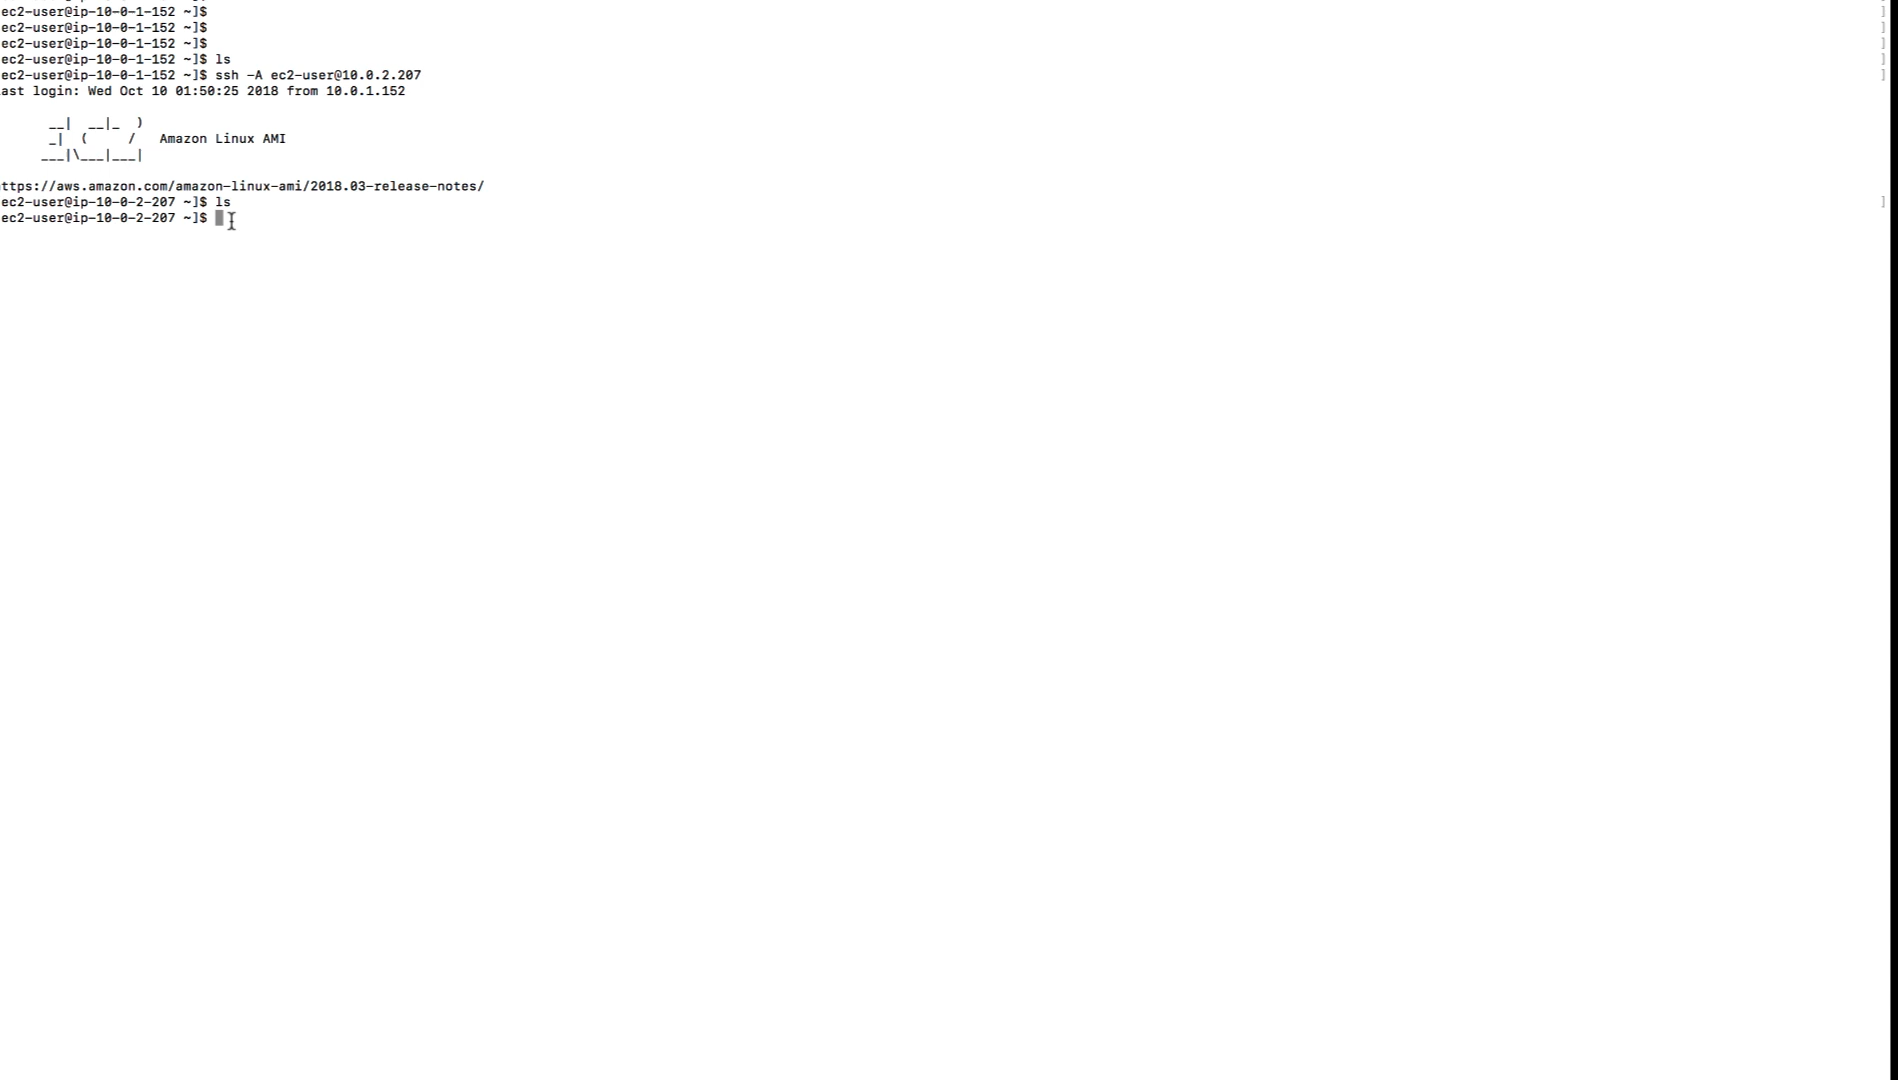 ec2-user@ip-10-0-1-152 ~]$ ]
ec2-user@ip-10-0-1-152 ~]$ ]
ec2-user@ip-10-0-1-152 ~]$ ]
ec2-user@ip-10-0-1-152 ~]$ ls ]
ec2-user@ip-10-0-1-152 ~]$ ssh -A ec2-user@10.0.2.207 ]
ast login: Wed Oct 10 01:50:25 2018 from 10.0.1.152
__|  __|_  )
_|  (     /   Amazon Linux AMI
___|\___|___|
ttps://aws.amazon.com/amazon-linux-ami/2018.03-release-notes/
ec2-user@ip-10-0-2-207 ~]$ ls ]
ec2-user@ip-10-0-2-207 ~]$